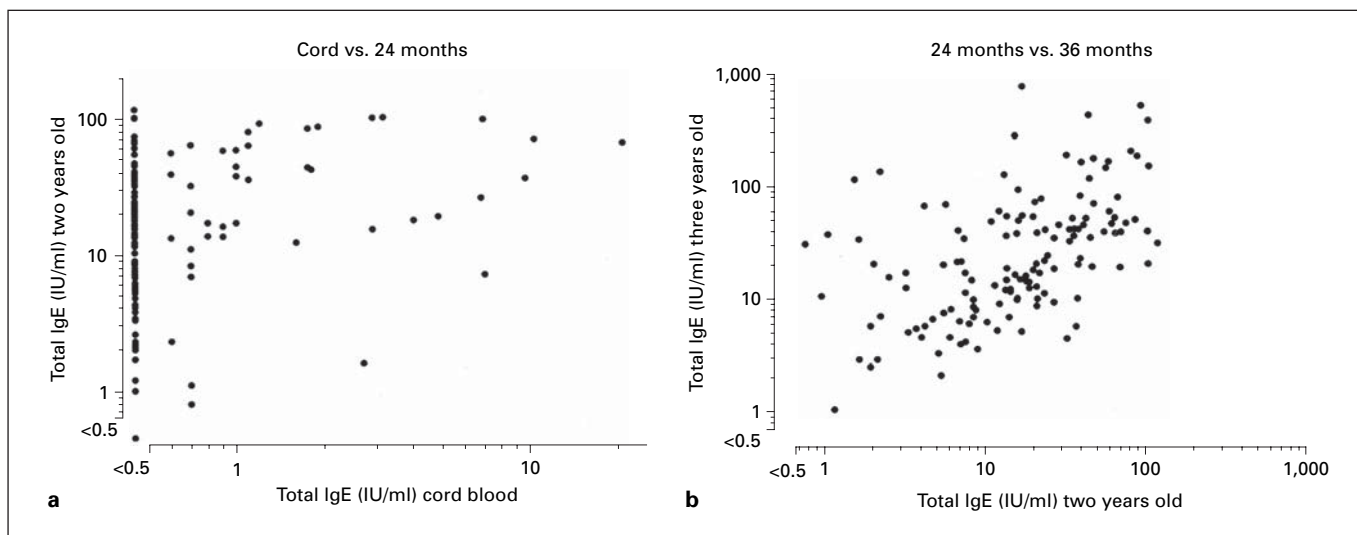 Cord vs. 24 months
Total IgE (IU/ml) two years old
100
10
1
<0.5
<0.5
1
10
Total IgE (IU/ml) cord blood
a
24 months vs. 36 months
Total IgE (IU/ml) three years old
1,000
100
10
1
<0.5
<0.5
1
10
100
1,000
Total IgE (IU/ml) two years old
b